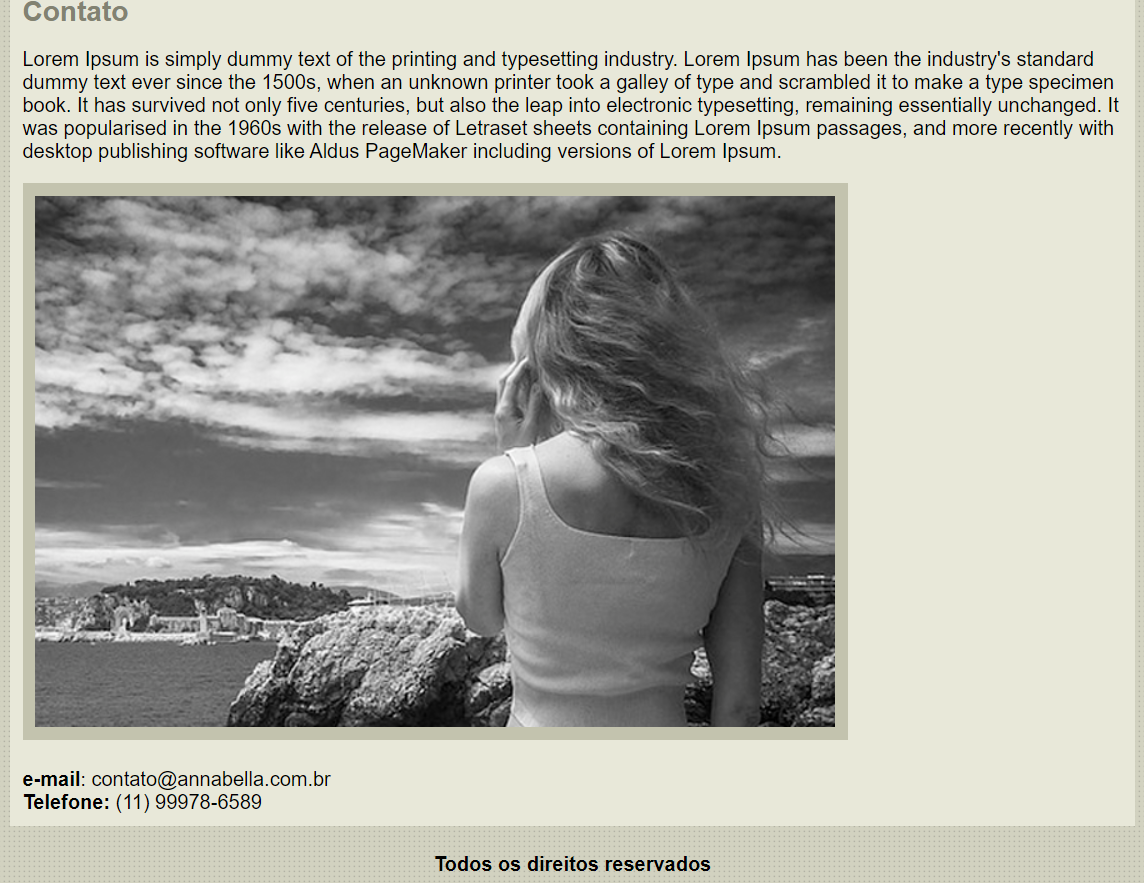 Contato
Lorem Ipsum is simply dummy text of the printing and typesetting industry. Lorem Ipsum has been the industry's standard
dummy text ever since the 1500s, when an unknown printer took a galley of type and scrambled it to make a type specimen
book. It has survived not only five centuries, but also the leap into electronic typesetting, remaining essentially unchanged. It
was popularised in the 1960s with the release of Letraset sheets containing Lorem Ipsum passages, and more recently with
desktop publishing software like Aldus PageMaker including versions of Lorem Ipsum.
e-mail: contato@annabella.com.br
Telefone: (11) 99978-6589
Todos os direitos reservados